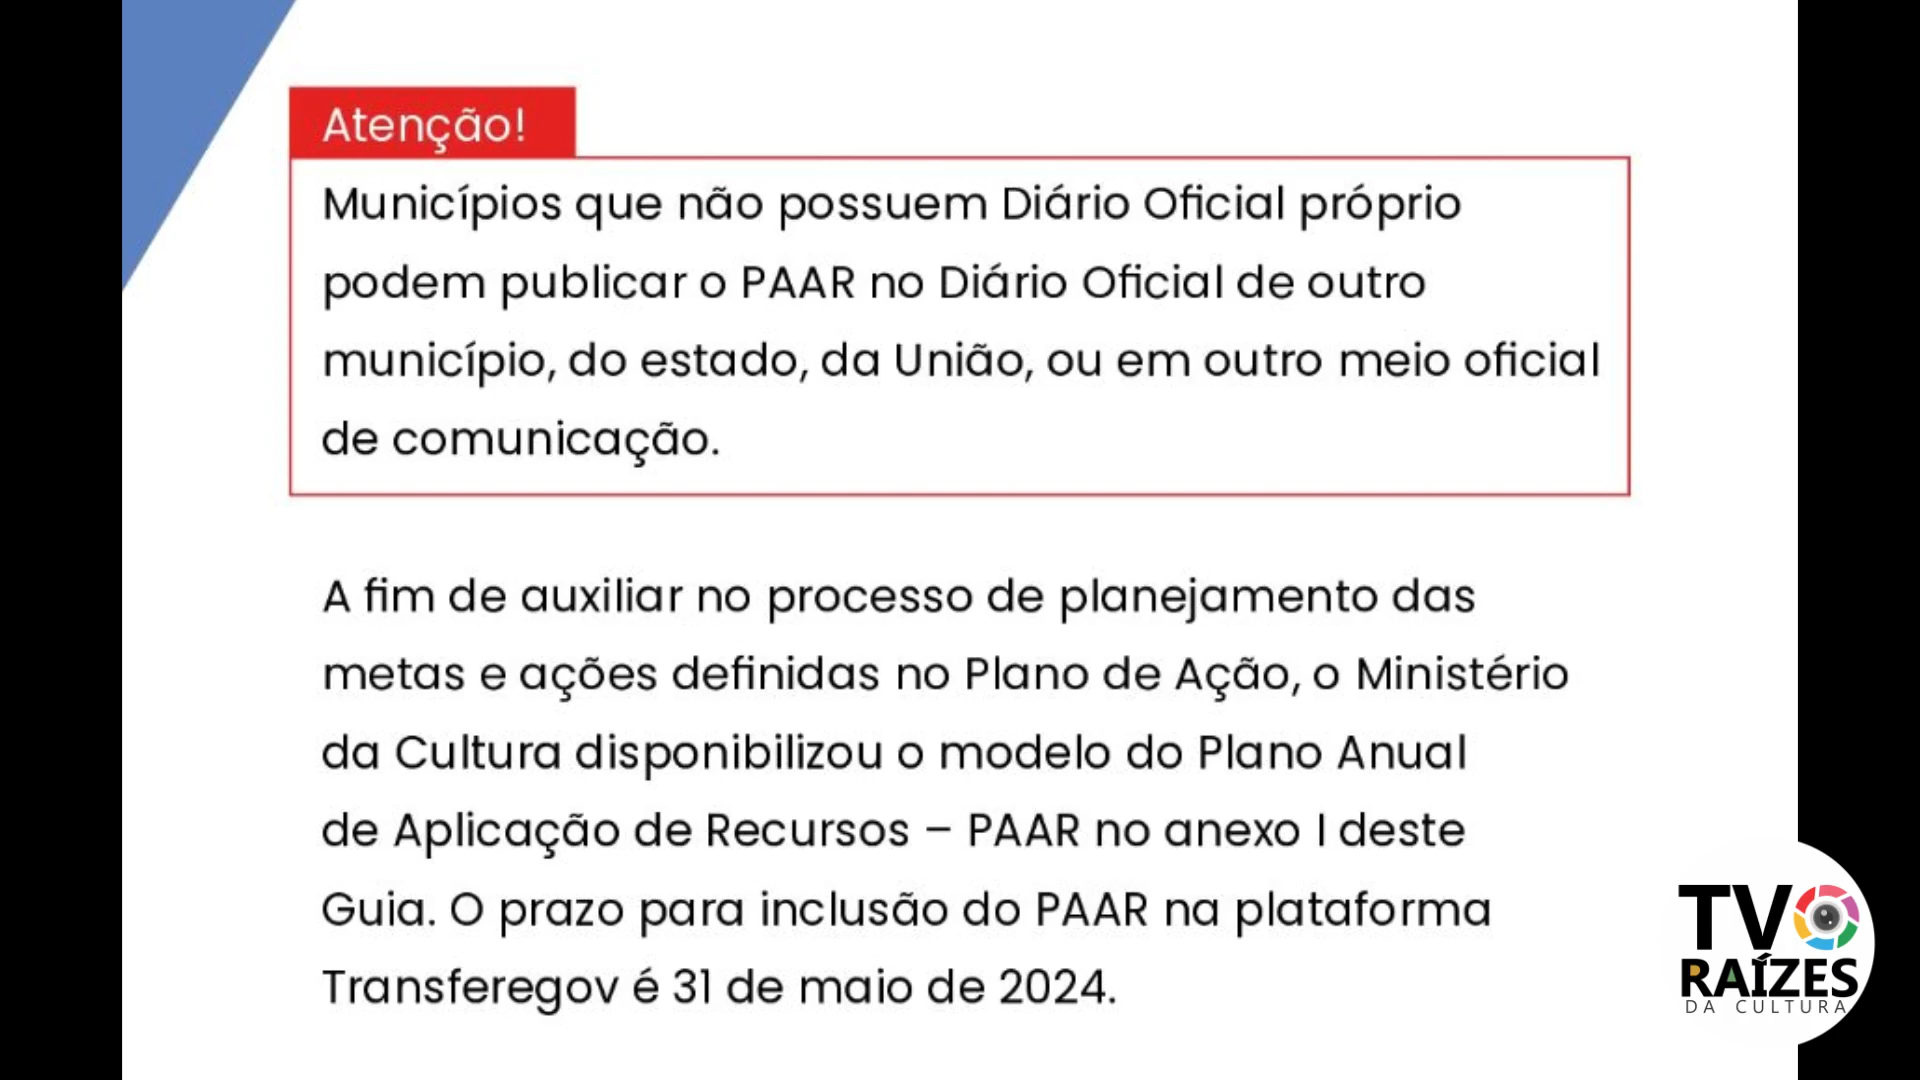 Atenção!
Municípios que não possuem Diário Oficial próprio
podem publicar o PAAR no Diário Oficial de outro
município, do estado, da União, ou em outro meio oficial
de comunicação.
A fim de auxiliar no processo de planejamento das
metas e ações definidas no Plano de Ação, o Ministério
da Cultura disponibilizou o modelo do Plano Anual
de Aplicação de Recursos – PAAR no anexo I deste
Guia. O prazo para inclusão do PAAR na plataforma
Transferegov é 31 de maio de 2024.
TV
RAÍZES
DA CULTURA